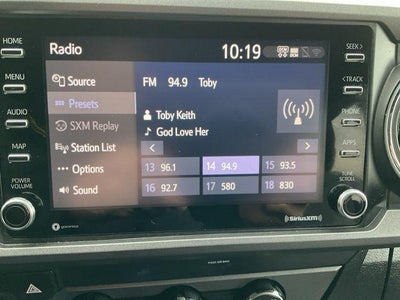 Radio
10:19
HOME
MENU
AUDIO
MAP
POWER
VOLUME
Source
Presets
SXM Replay
Station List
Options
Sound
FM 94.9 Toby
Toby Keith
God Love Her
< >
13 96.1 14 94.9 15 93.5
16 92.7 17 580 18 830
SEEK>
<TRACK
PHONE
APPS
TUNE
SCROLL
SiriusXM